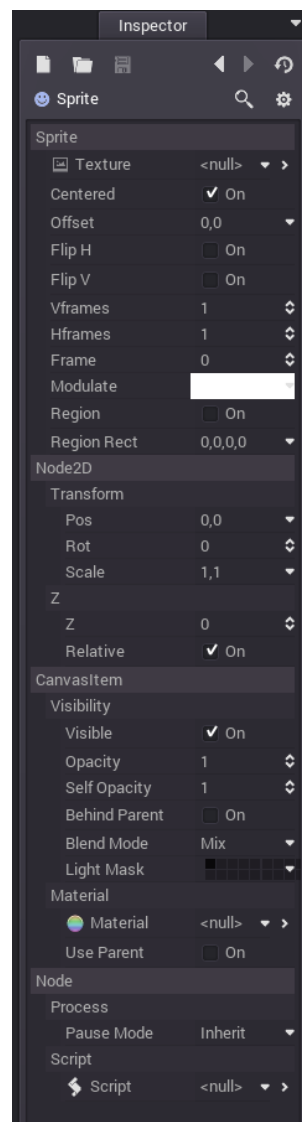 Inspector
Sprite
Sprite
Texture <null>
Centered On
Offset 0,0
Flip H On
Flip V On
Vframes 1
Hframes 1
Frame 0
Modulate
Region On
Region Rect 0,0,0,0
Node2D
Transform
Pos 0,0
Rot 0
Scale 1,1
Z
Z 0
Relative On
CanvasItem
Visibility
Visible On
Opacity 1
Self Opacity 1
Behind Parent On
Blend Mode Mix
Light Mask
Material
Material <null>
Use Parent On
Node
Process
Pause Mode Inherit
Script
Script <null>